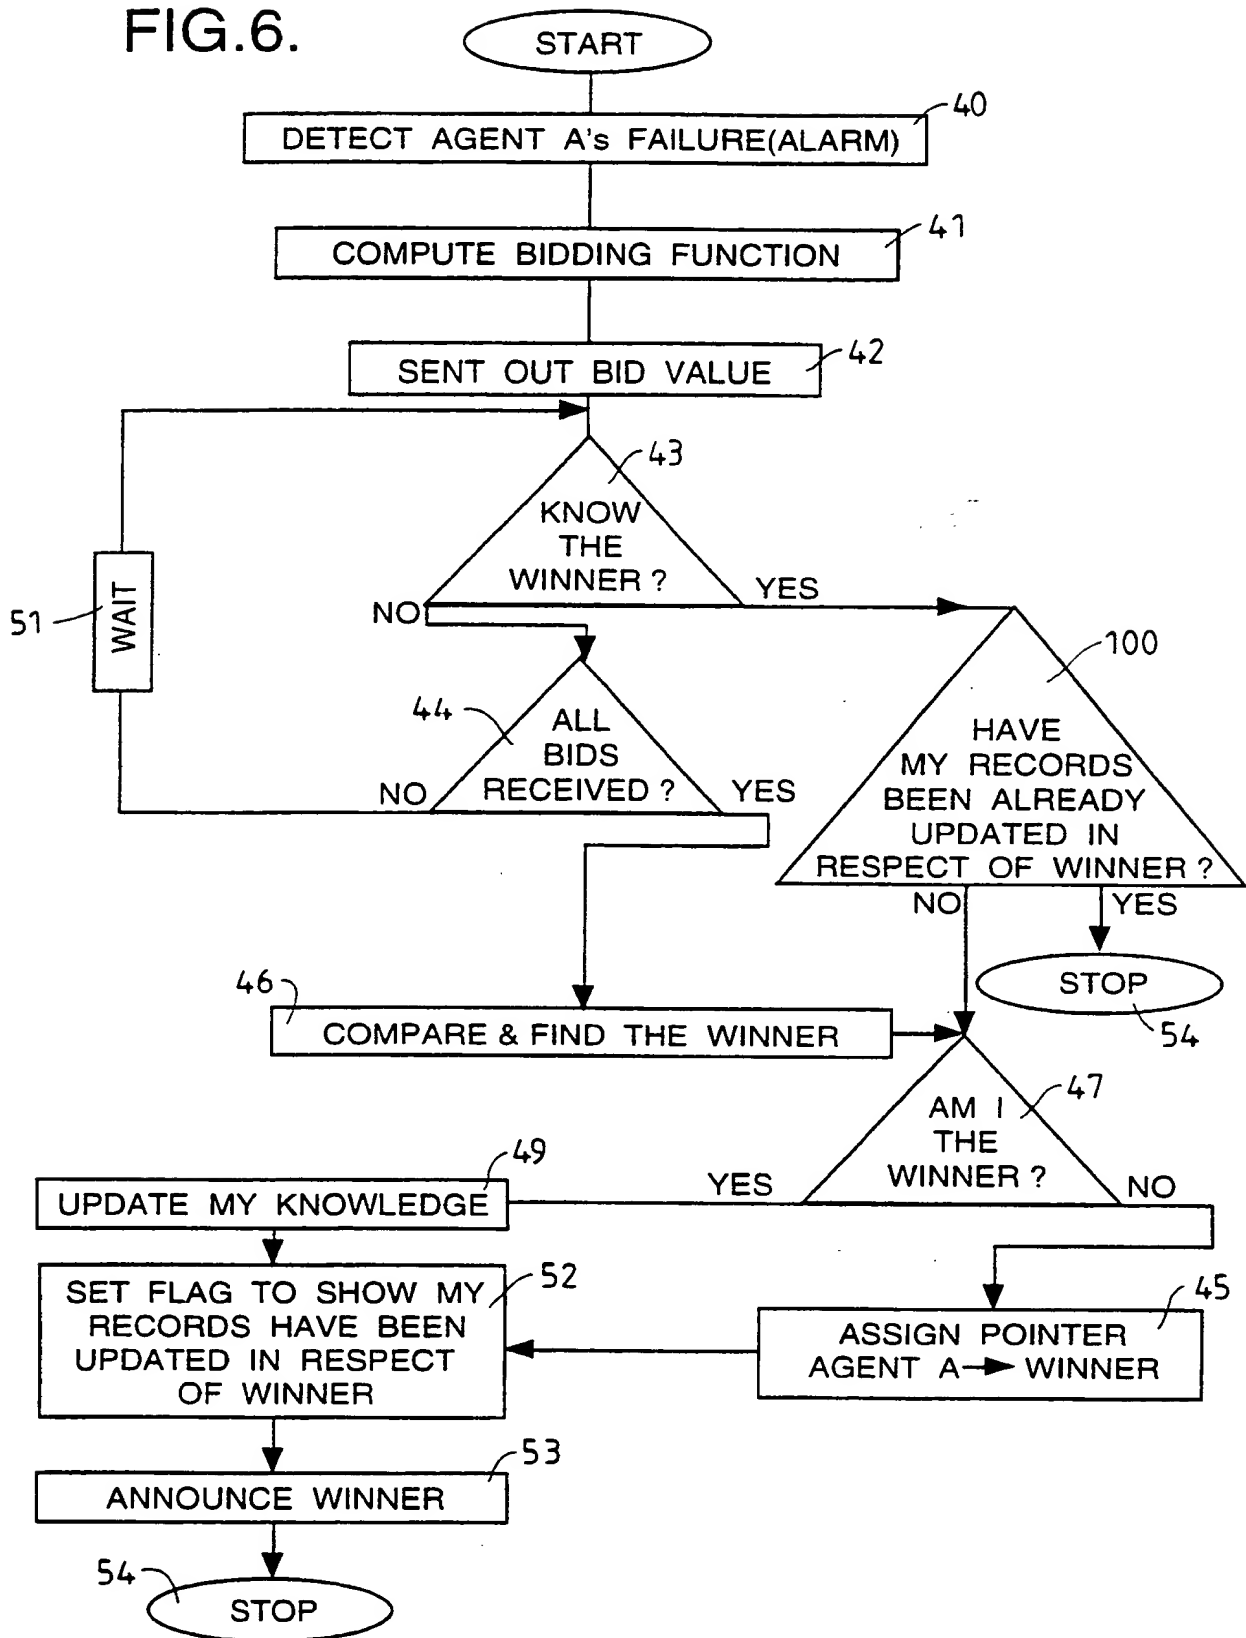 FIG.6.
START
40
DETECT AGENT A's FAILURE(ALARM)
41
COMPUTE BIDDING FUNCTION
42
SENT OUT BID VALUE
43
KNOW
THE
WINNER ?
YES
NO
51
WAIT
100
44
ALL
BIDS
RECEIVED ?
NO
YES
HAVE
MY RECORDS
BEEN ALREADY
UPDATED IN
RESPECT OF WINNER ?
NO
YES
STOP
54
46
COMPARE & FIND THE WINNER
47
AM I
THE
WINNER ?
YES
NO
49
UPDATE MY KNOWLEDGE
52
SET FLAG TO SHOW MY
RECORDS HAVE BEEN
UPDATED IN RESPECT
OF WINNER
45
ASSIGN POINTER
AGENT A → WINNER
53
ANNOUNCE WINNER
54
STOP